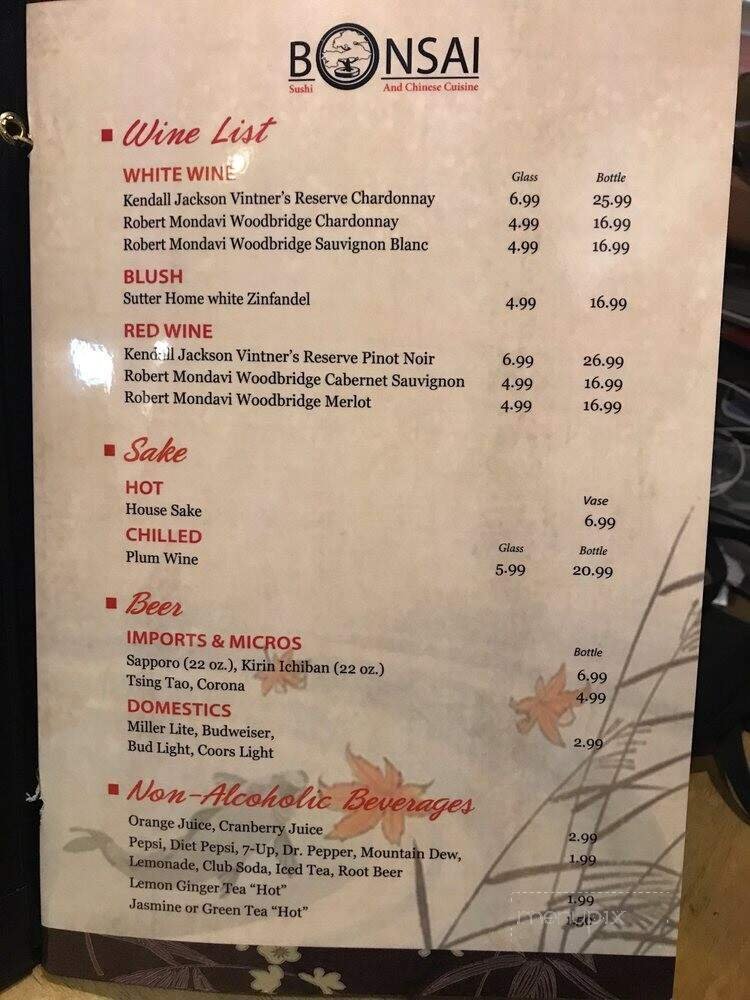 BONSAI
Sushi And Chinese Cuisine
Wine List
WHITE WINE Glass Bottle
Kendall Jackson Vintner's Reserve Chardonnay 6.99 25.99
Robert Mondavi Woodbridge Chardonnay 4.99 16.99
Robert Mondavi Woodbridge Sauvignon Blanc 4.99 16.99
BLUSH
Sutter Home white Zinfandel 4.99 16.99
RED WINE
Kendall Jackson Vintner's Reserve Pinot Noir 6.99 26.99
Robert Mondavi Woodbridge Cabernet Sauvignon 4.99 16.99
Robert Mondavi Woodbridge Merlot 4.99 16.99
Sake
HOT Vase
House Sake 6.99
CHILLED Glass Bottle
Plum Wine 5.99 20.99
Beer
IMPORTS & MICROS Bottle
Sapporo (22 oz.), Kirin Ichiban (22 oz.) 6.99
Tsing Tao, Corona 4.99
DOMESTICS
Miller Lite, Budweiser,
Bud Light, Coors Light 2.99
Non-Alcoholic Beverages
Orange Juice, Cranberry Juice 2.99
Pepsi, Diet Pepsi, 7-Up, Dr. Pepper, Mountain Dew, 1.99
Lemonade, Club Soda, Iced Tea, Root Beer
Lemon Ginger Tea "Hot" 1.99
Jasmine or Green Tea "Hot" 1.50
menupix